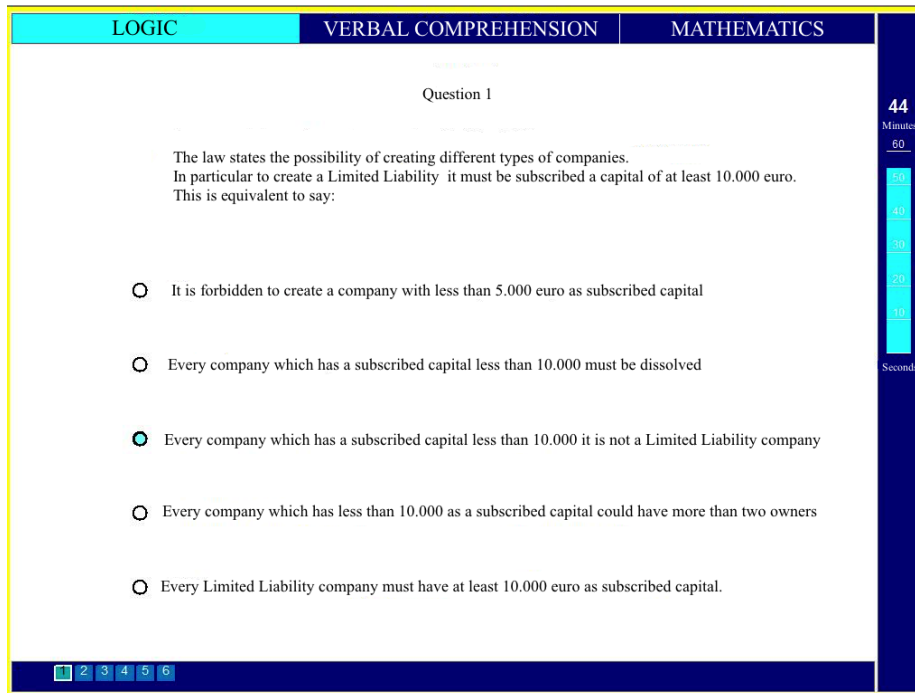 LOGIC VERBAL COMPREHENSION MATHEMATICS
Question 1
44
Minutes
60
The law states the possibility of creating different types of companies.
In particular to create a Limited Liability it must be subscribed a capital of at least 10.000 euro.
This is equivalent to say:
50
40
30
20
10
It is forbidden to create a company with less than 5.000 euro as subscribed capital
Every company which has a subscribed capital less than 10.000 must be dissolved
Seconds
Every company which has a subscribed capital less than 10.000 it is not a Limited Liability company
Every company which has less than 10.000 as a subscribed capital could have more than two owners
Every Limited Liability company must have at least 10.000 euro as subscribed capital.
1 2 3 4 5 6